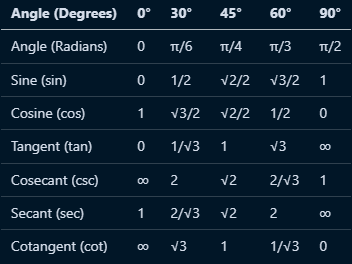 Angle (Degrees) 0° 30° 45° 60° 90°
Angle (Radians) 0 π/6 π/4 π/3 π/2
Sine (sin) 0 1/2 √2/2 √3/2 1
Cosine (cos) 1 √3/2 √2/2 1/2 0
Tangent (tan) 0 1/√3 1 √3 ∞
Cosecant (csc) ∞ 2 √2 2/√3 1
Secant (sec) 1 2/√3 √2 2 ∞
Cotangent (cot) ∞ √3 1 1/√3 0